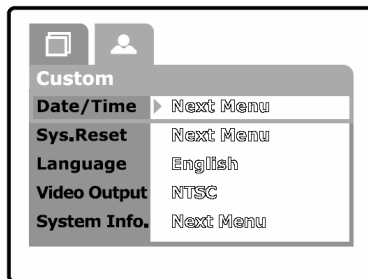 Custom
Date/Time Next Menu
Sys.Reset Next Menu
Language English
Video Output NTSC
System Info. Next Menu